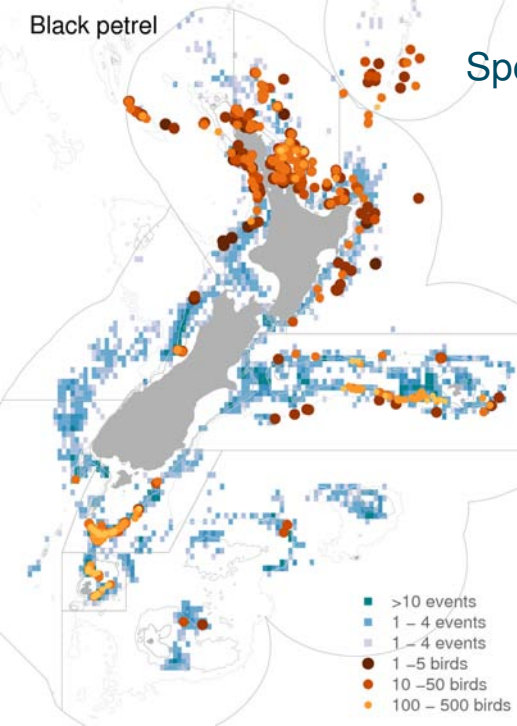 Black petrel
Spe
>10 events
1 – 4 events
1 – 4 events
1 –5 birds
10 –50 birds
100 – 500 birds